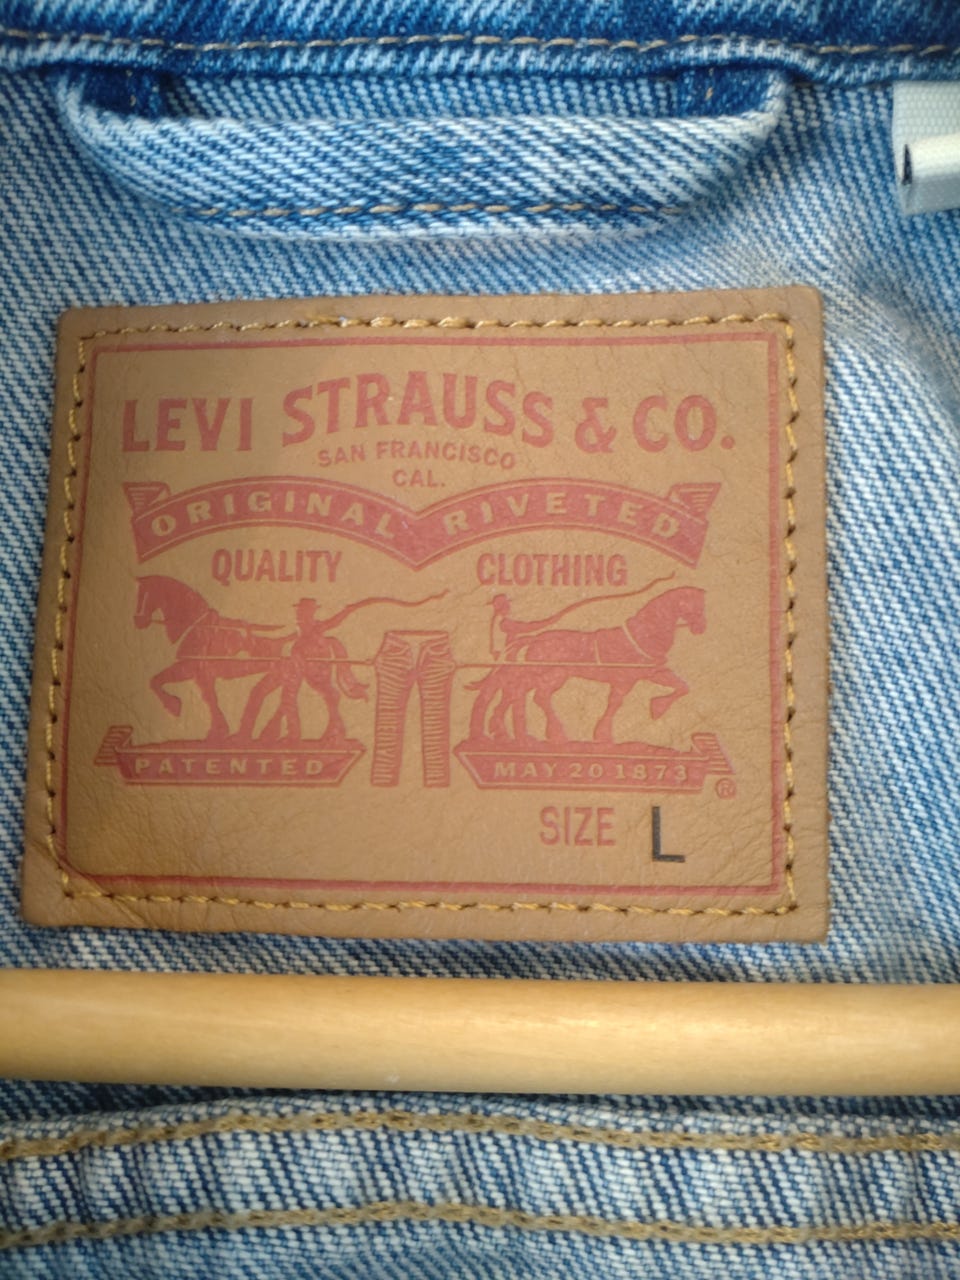 LEVI STRAUSS & CO.
SAN FRANCISCO
CAL.
ORIGINAL RIVETED
QUALITY CLOTHING
PATENTED MAY 20 1873
®
SIZE L